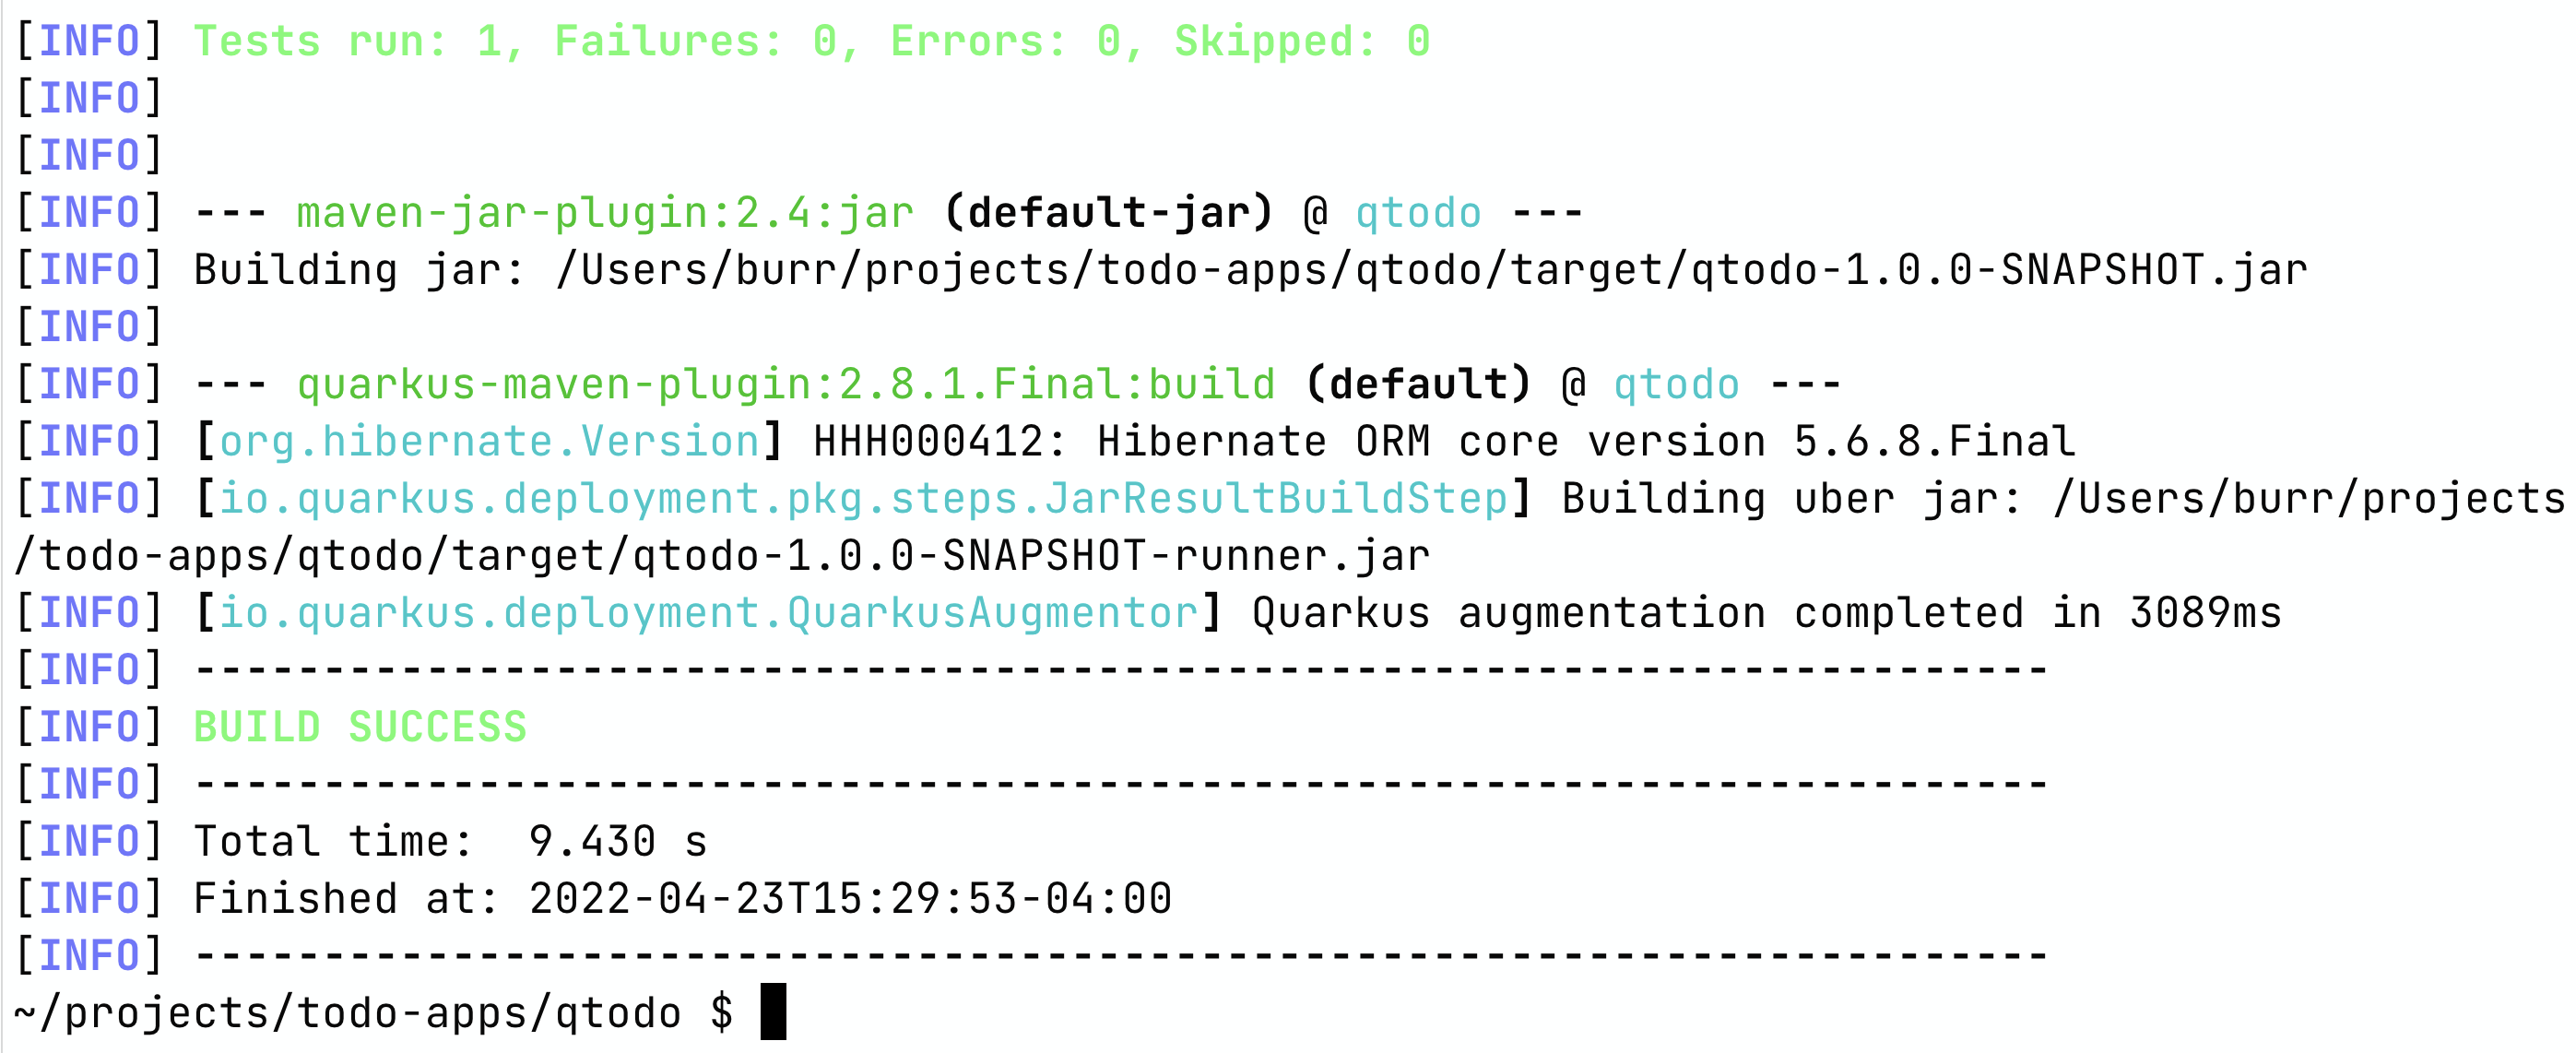 [INFO] Tests run: 1, Failures: 0, Errors: 0, Skipped: 0
[INFO]
[INFO]
[INFO] --- maven-jar-plugin:2.4:jar (default-jar) @ qtodo ---
[INFO] Building jar: /Users/burr/projects/todo-apps/qtodo/target/qtodo-1.0.0-SNAPSHOT.jar
[INFO]
[INFO] --- quarkus-maven-plugin:2.8.1.Final:build (default) @ qtodo ---
[INFO] [org.hibernate.Version] HHH000412: Hibernate ORM core version 5.6.8.Final
[INFO] [io.quarkus.deployment.pkg.steps.JarResultBuildStep] Building uber jar: /Users/burr/projects
/todo-apps/qtodo/target/qtodo-1.0.0-SNAPSHOT-runner.jar
[INFO] [io.quarkus.deployment.QuarkusAugmentor] Quarkus augmentation completed in 3089ms
[INFO] ------------------------------------------------------------------------
[INFO] BUILD SUCCESS
[INFO] ------------------------------------------------------------------------
[INFO] Total time:  9.430 s
[INFO] Finished at: 2022-04-23T15:29:53-04:00
[INFO] ------------------------------------------------------------------------
~/projects/todo-apps/qtodo $